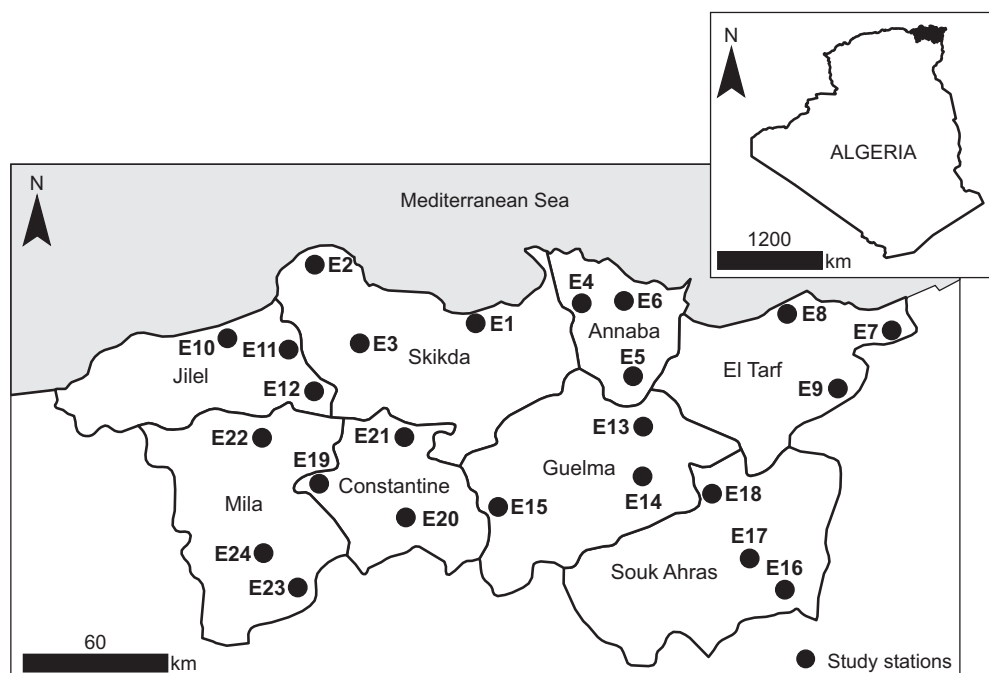 N
ALGERIA
1200
km
N
Mediterranean Sea
E2
E4
E6
E8
E1
Annaba
E7
E10
E11
E3
Skikda
Jilel
E5
El Tarf
E9
E12
E22
E21
E13
E19
Guelma
Constantine
E14
E18
Mila
E15
E20
E24
E17
Souk Ahras
E16
E23
60
km
Study stations